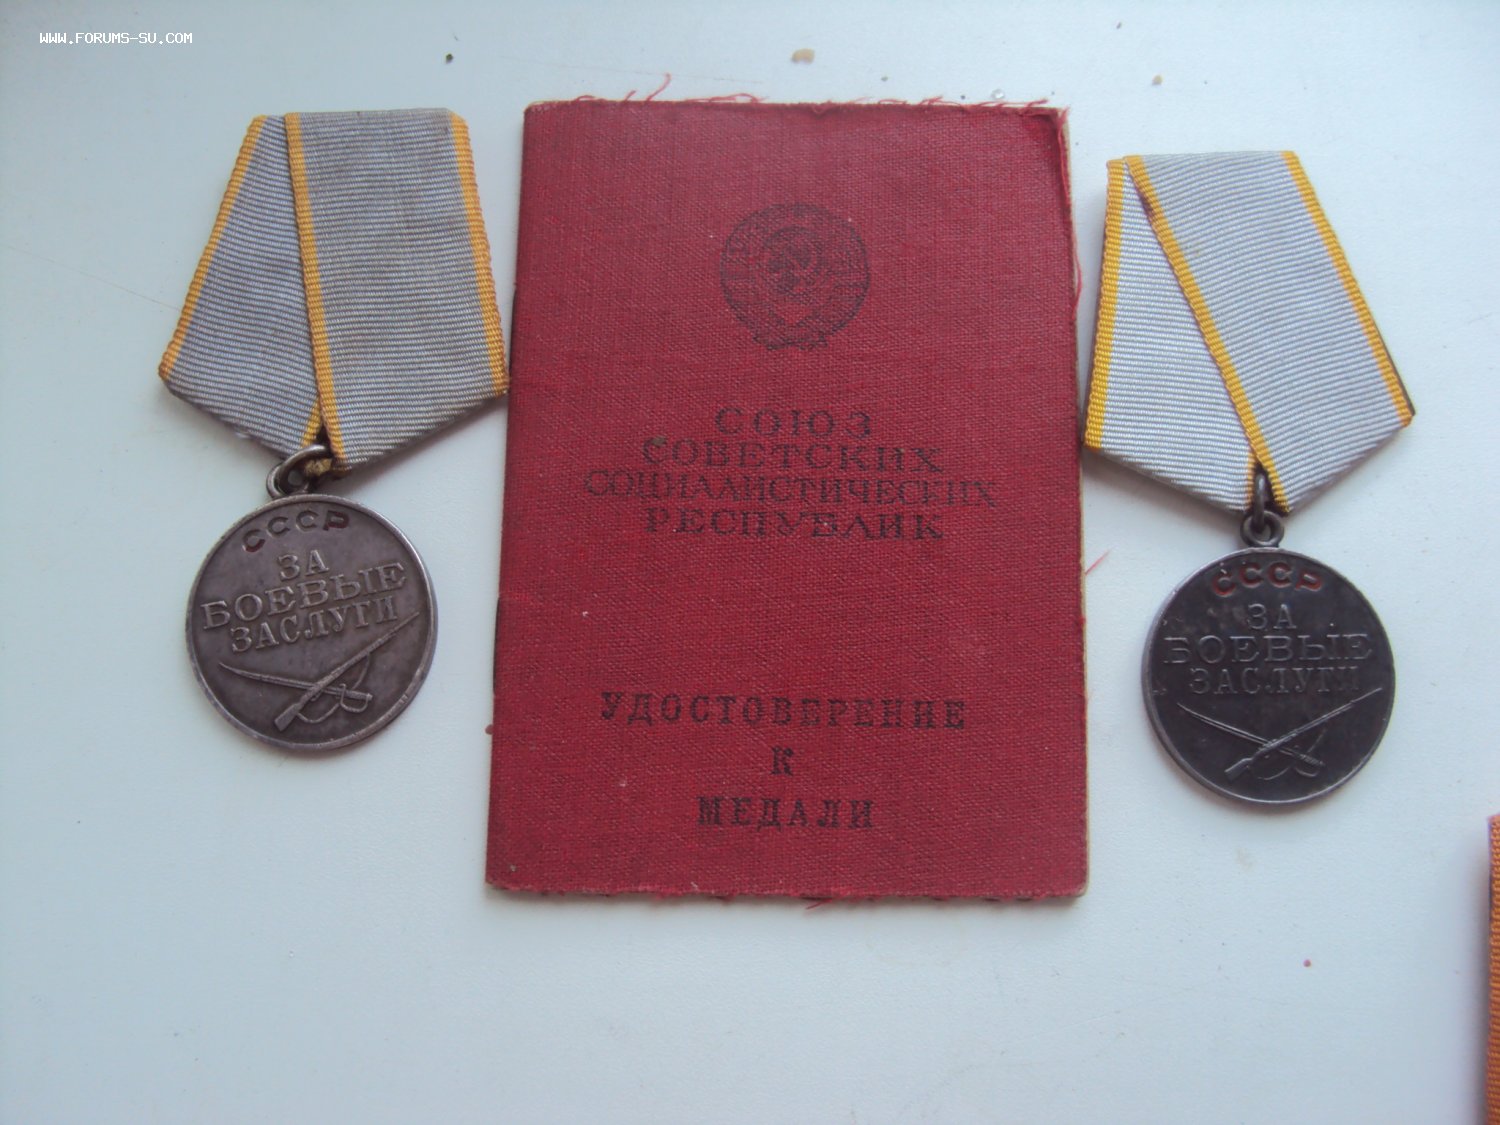 WWW.FORUMS-SU.COM
СССР
ЗА
БОЕВЫЕ
ЗАСЛУГИ
СОЮЗ
СОВЕТСКИХ
СОЦИАЛИСТИЧЕСКИХ
РЕСПУБЛИК
УДОСТОВЕРЕНИЕ
К
МЕДАЛИ
СССР
ЗА
БОЕВЫЕ
ЗАСЛУГИ